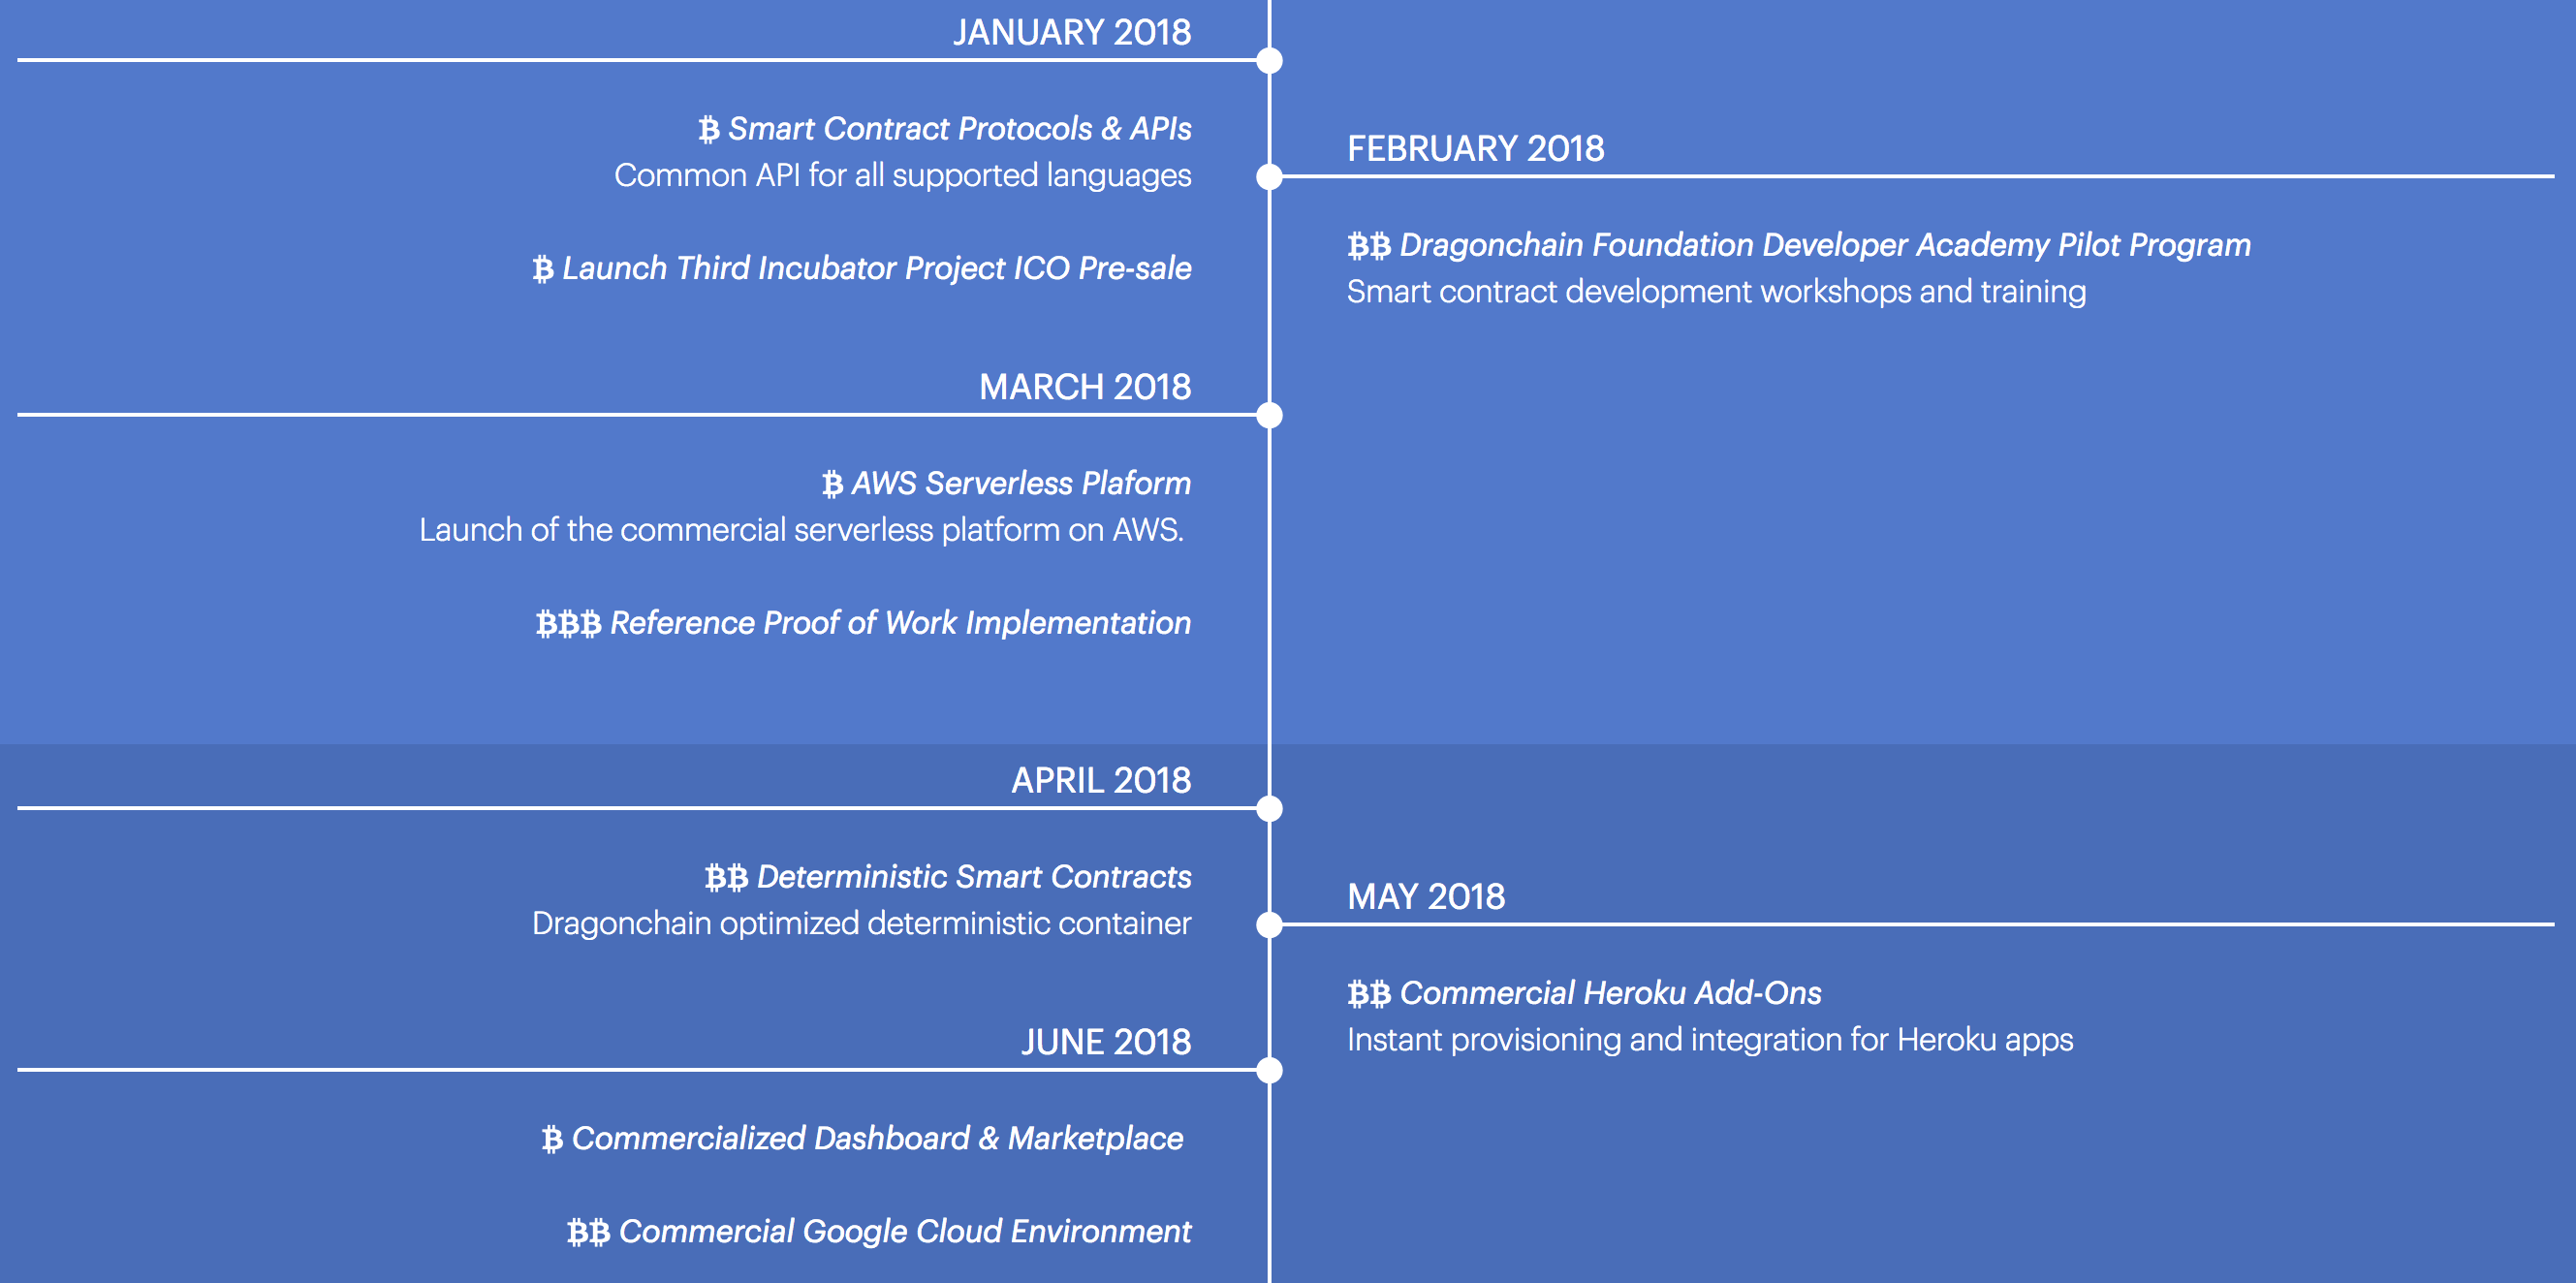 JANUARY 2018
₿ Smart Contract Protocols & APIs
Common API for all supported languages
₿ Launch Third Incubator Project ICO Pre-sale
FEBRUARY 2018
₿₿ Dragonchain Foundation Developer Academy Pilot Program
Smart contract development workshops and training
MARCH 2018
₿ AWS Serverless Plaform
Launch of the commercial serverless platform on AWS.
₿₿₿ Reference Proof of Work Implementation
APRIL 2018
₿₿ Deterministic Smart Contracts
Dragonchain optimized deterministic container
MAY 2018
₿₿ Commercial Heroku Add-Ons
Instant provisioning and integration for Heroku apps
JUNE 2018
₿ Commercialized Dashboard & Marketplace
₿₿ Commercial Google Cloud Environment